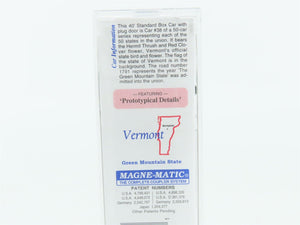 Car Information
This 40' Standard Box Car with
plug door is Car #38 of a 50-car
series representing each of the
50 states in the union. It bears
the Hermit Thrush and Red Clo-
ver flower, Vermont's official
state bird and flower. The flag of
the state of Vermont is in the
background. The road number
1791 represents the year 'The
Green Mountain State' was ad-
mitted into the union.
FEATURING
'Prototypical Details'
Vermont
Green Mountain State
MAGNE-MATIC®
THE COMPLETE COUPLER SYSTEM
PATENT NUMBERS
Other Patents Pending